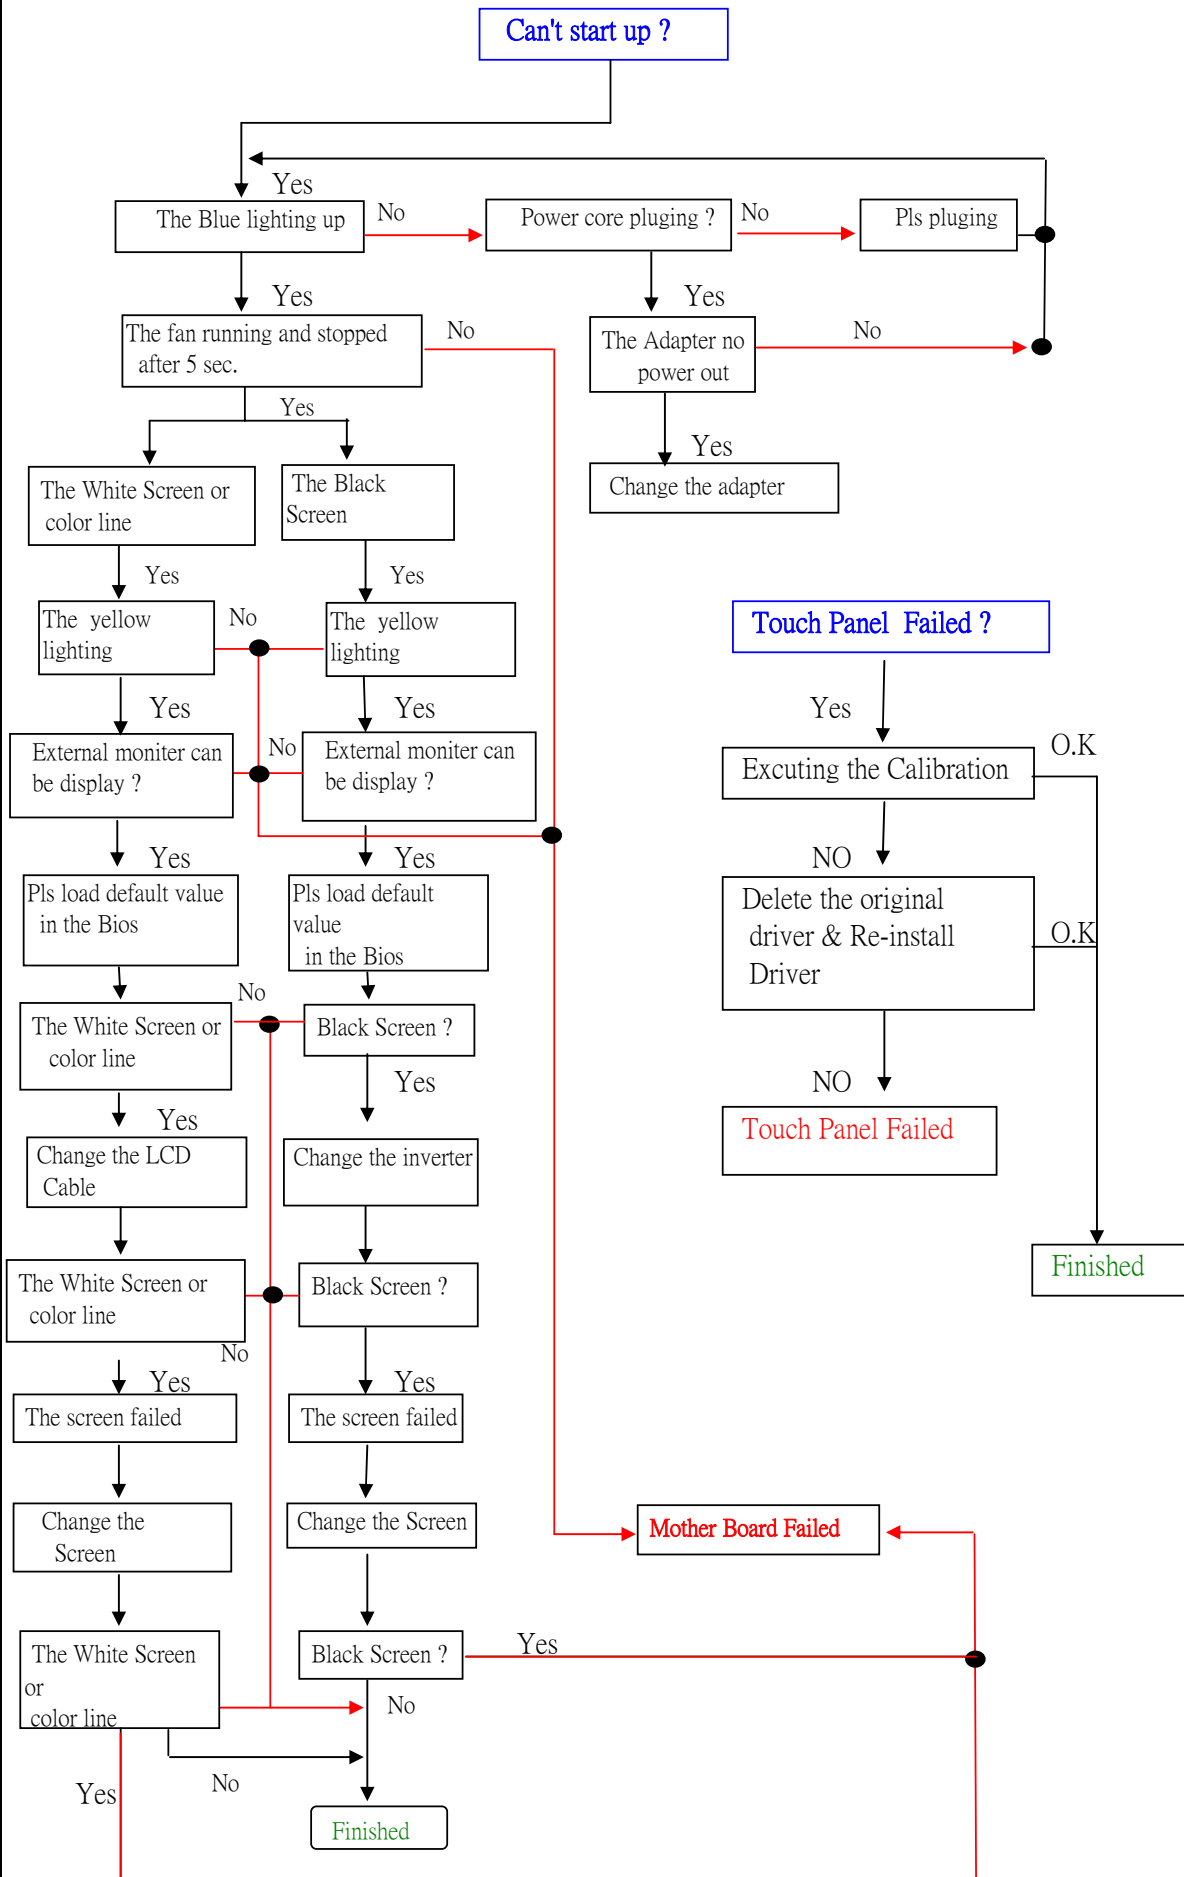 Can't start up ?
Yes
The Blue lighting up
No
Power core pluging ?
No
Pls pluging
Yes
The fan running and stopped
after 5 sec.
No
Yes
The Adapter no
power out
No
Yes
Change the adapter
Yes
The White Screen or
color line
The Black
Screen
Yes
Yes
The yellow
lighting
No
The yellow
lighting
Yes
Yes
External moniter can
be display ?
No
External moniter can
be display ?
Yes
Yes
Pls load default value
in the Bios
Pls load default
value
in the Bios
No
The White Screen or
color line
Black Screen ?
Yes
Yes
Change the LCD
Cable
Change the inverter
The White Screen or
color line
Black Screen ?
No
Yes
Yes
The screen failed
The screen failed
Change the
Screen
Change the Screen
The White Screen
or
color line
Black Screen ?
Yes
No
No
Yes
Finished
Mother Board Failed
Touch Panel Failed ?
Yes
Excuting the Calibration
O.K
NO
Delete the original
driver & Re-install
Driver
O.K
NO
Touch Panel Failed
Finished